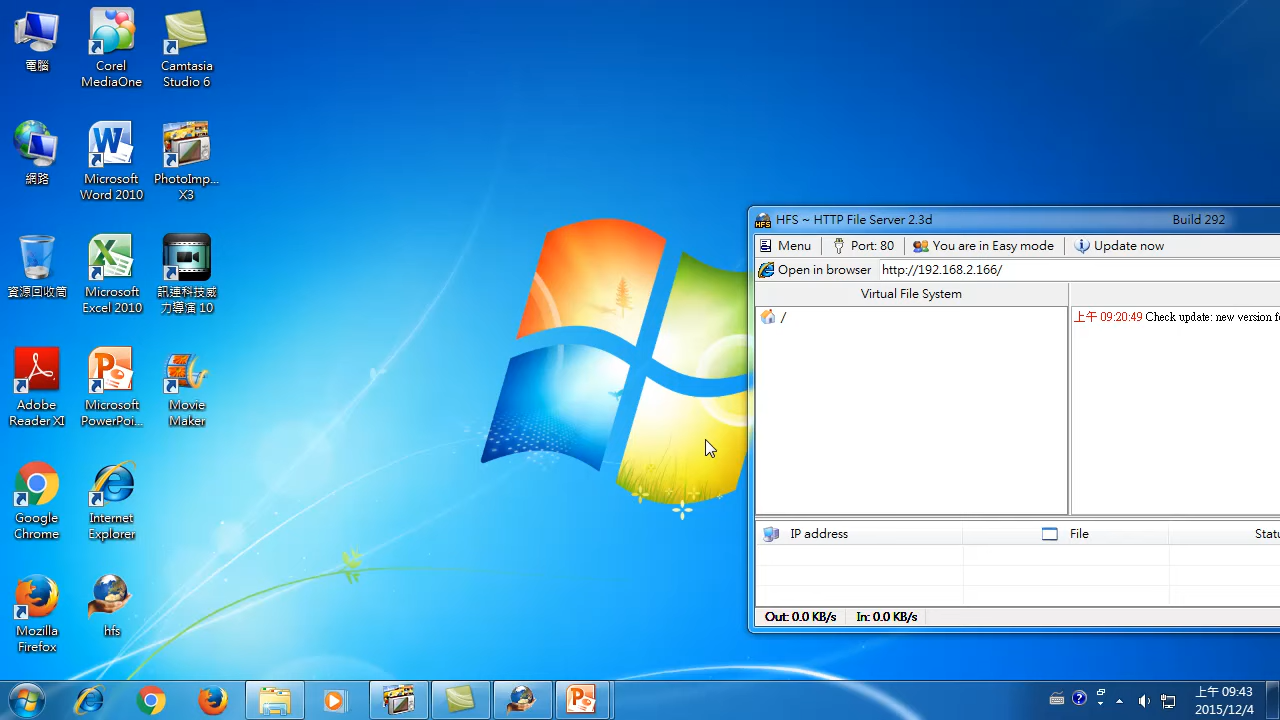 電腦
Corel
MediaOne
Camtasia
Studio 6
網路
Microsoft
Word 2010
PhotoImp...
X3
資源回收筒
Microsoft
Excel 2010
訊連科技威
力導演 10
Adobe
Reader XI
Microsoft
PowerPoi...
Movie
Maker
Google
Chrome
Internet
Explorer
Mozilla
Firefox
hfs
HFS ~ HTTP File Server 2.3d
Build 292
Menu
Port: 80
You are in Easy mode
Update now
Open in browser
http://192.168.2.166/
Virtual File System
/
上午 09:20:49 Check update: new version fo
IP address
File
Statu
Out: 0.0 KB/s
In: 0.0 KB/s
上午 09:43
2015/12/4